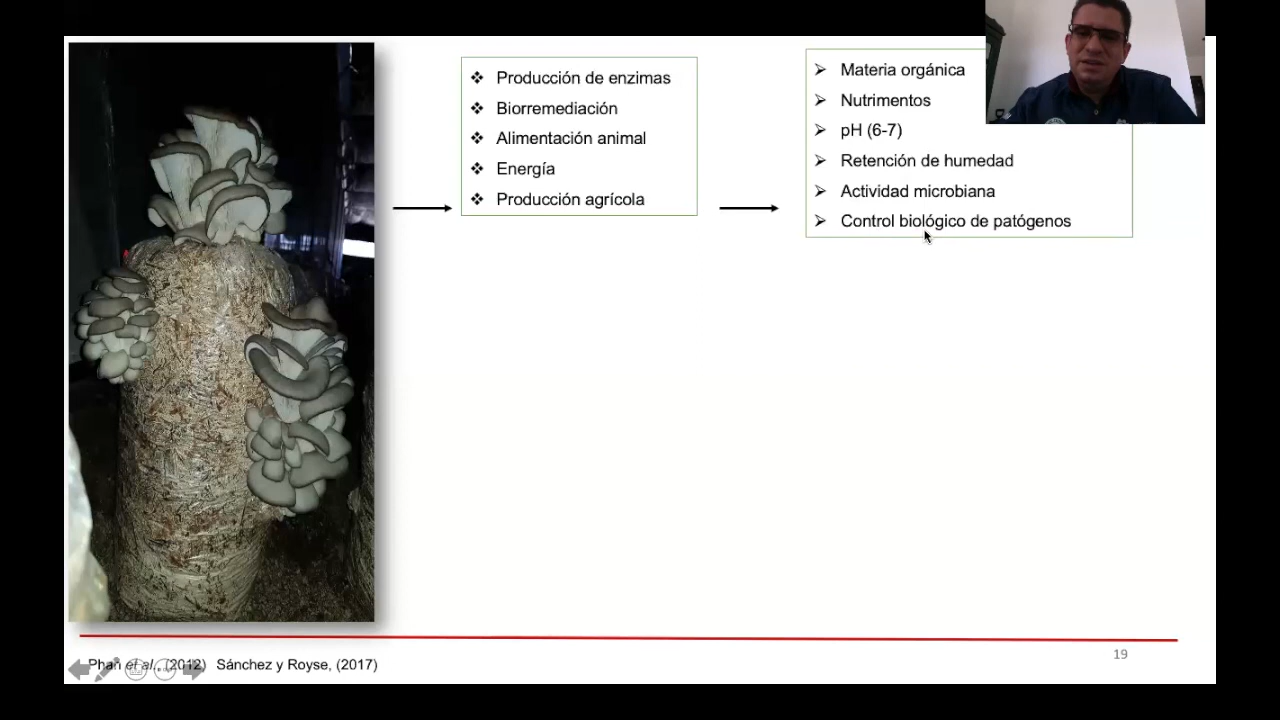 Producción de enzimas
Biorremediación
Alimentación animal
Energía
Producción agrícola
Materia orgánica
Nutrimentos
pH (6-7)
Retención de humedad
Actividad microbiana
Control biológico de patógenos
19
Phan et al., (2012) Sánchez y Royse, (2017)